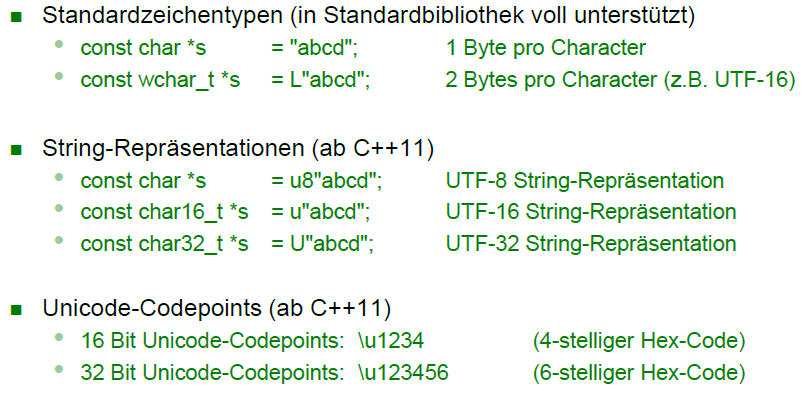 Standardzeichentypen (in Standardbibliothek voll unterstützt)
const char *s = "abcd"; 1 Byte pro Character
const wchar_t *s = L"abcd"; 2 Bytes pro Character (z.B. UTF-16)
String-Repräsentationen (ab C++11)
const char *s = u8"abcd"; UTF-8 String-Repräsentation
const char16_t *s = u"abcd"; UTF-16 String-Repräsentation
const char32_t *s = U"abcd"; UTF-32 String-Repräsentation
Unicode-Codepoints (ab C++11)
16 Bit Unicode-Codepoints: \u1234 (4-stelliger Hex-Code)
32 Bit Unicode-Codepoints: \u123456 (6-stelliger Hex-Code)